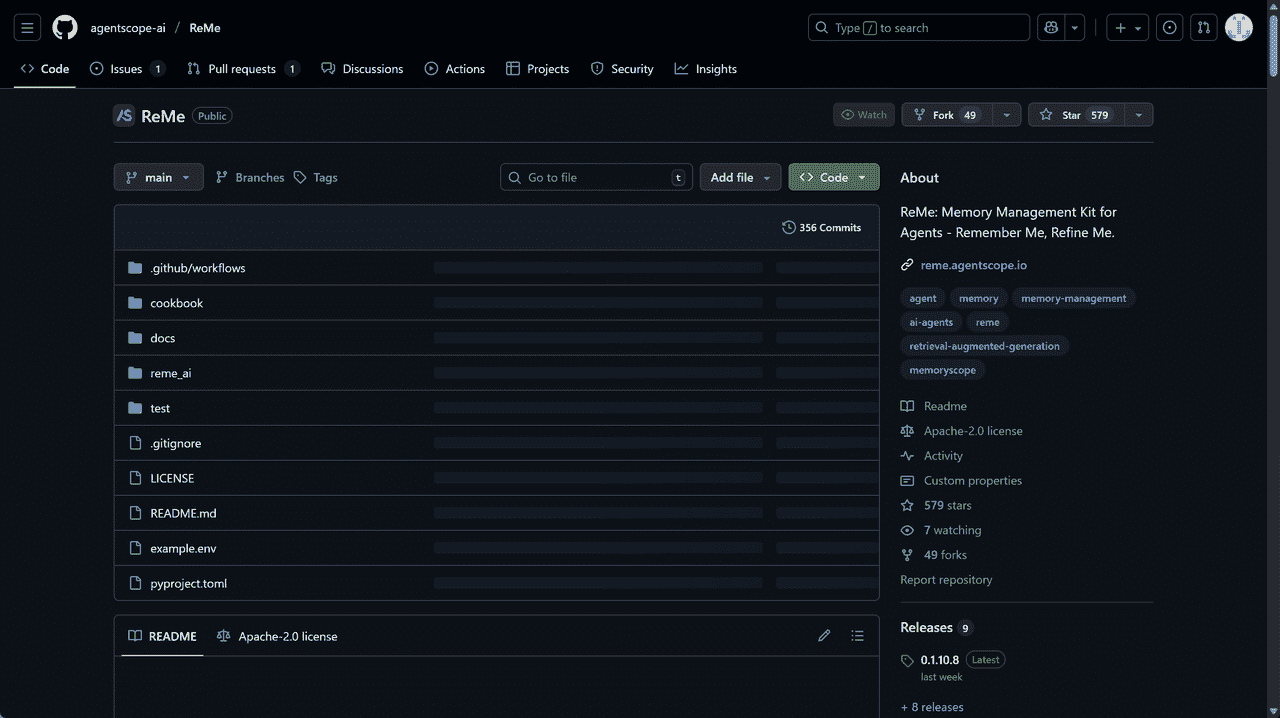 agentscope-ai / ReMe
Type / to search
Code
Issues 1
Pull requests 1
Discussions
Actions
Projects
Security
Insights
/S ReMe Public
Watch
Fork 49
Star 579
main
Branches
Tags
Go to file t
Add file
Code
356 Commits
.github/workflows
cookbook
docs
reme_ai
test
.gitignore
LICENSE
README.md
example.env
pyproject.toml
README
Apache-2.0 license
About
ReMe: Memory Management Kit for
Agents - Remember Me, Refine Me.
reme.agentscope.io
agent memory memory-management
ai-agents reme
retrieval-augmented-generation
memoryscope
Readme
Apache-2.0 license
Activity
Custom properties
579 stars
7 watching
49 forks
Report repository
Releases 9
0.1.10.8 Latest
last week
+ 8 releases